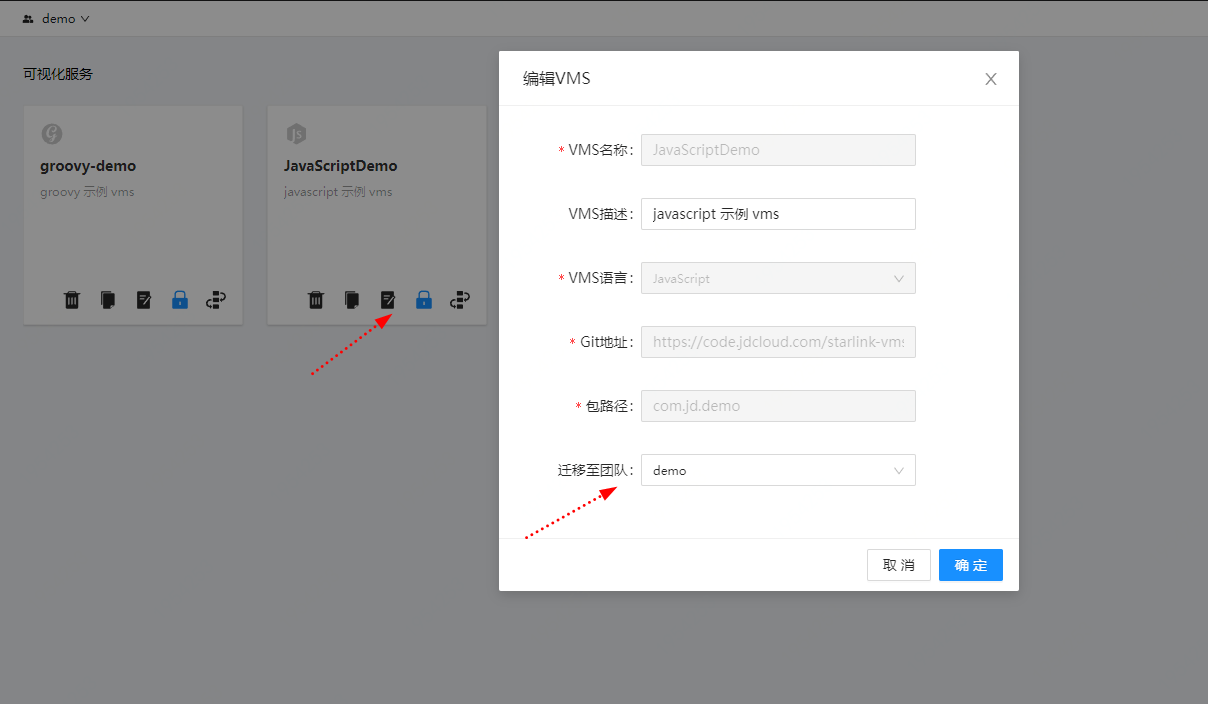 demo
可视化服务
groovy-demo
groovy 示例 vms
JS
JavaScriptDemo
javascript 示例 vms
编辑VMS
* VMS名称: JavaScriptDemo
VMS描述: javascript 示例 vms
* VMS语言: JavaScript
* Git地址: https://code.jdcloud.com/starlink-vms
* 包路径: com.jd.demo
迁移至团队: demo
取 消
确 定